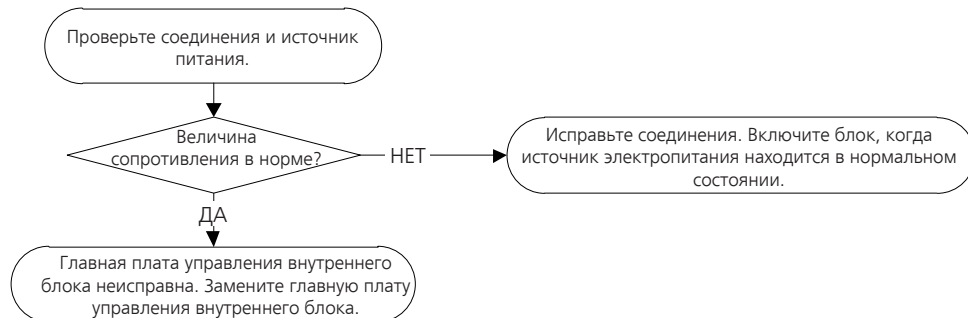 Проверьте соединения и источник
питания.
Величина
сопротивления в норме?
НЕТ
Исправьте соединения. Включите блок, когда
источник электропитания находится в нормальном
состоянии.
ДА
Главная плата управления внутреннего
блока неисправна. Замените главную плату
управления внутреннего блока.